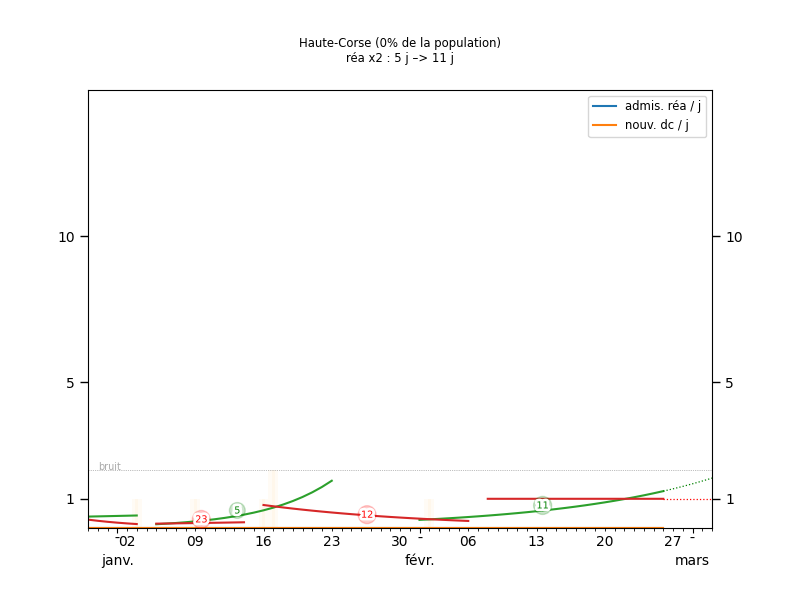 Haute-Corse (0% de la population)
réa x2 : 5 j –> 11 j
admis. réa / j
nouv. dc / j
10
10
5
5
bruit
1
1
23
5
-12
11
02 09 16 23 30 06 13 20 27
janv. févr. mars